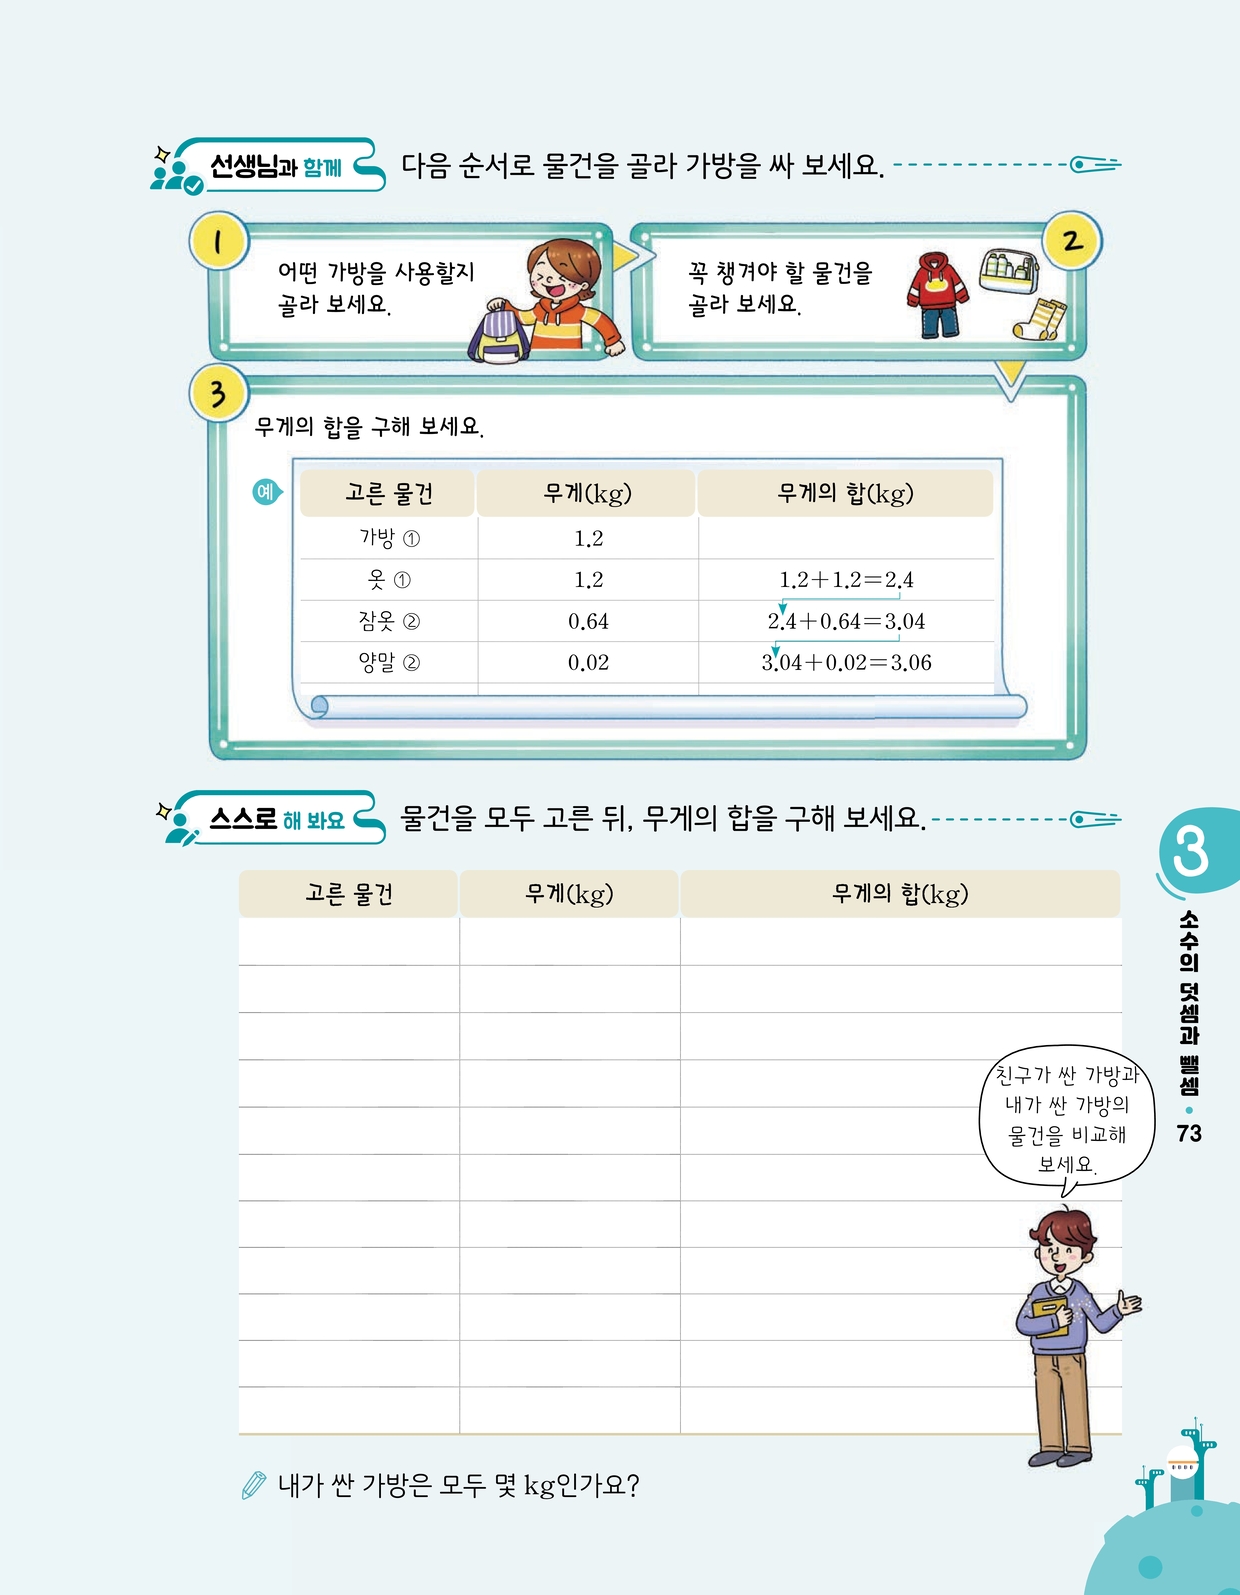 선생님과 함께 다음 순서로 물건을 골라 가방을 싸 보세요.
1
어떤 가방을 사용할지
골라 보세요.
2
꼭 챙겨야 할 물건을
골라 보세요.
3
무게의 합을 구해 보세요.
예
고른 물건 무게(kg) 무게의 합(kg)
가방 ① 1.2
옷 ① 1.2 1.2+1.2=2.4
잠옷 ② 0.64 2.4+0.64=3.04
양말 ② 0.02 3.04+0.02=3.06
스스로 해 봐요 물건을 모두 고른 뒤, 무게의 합을 구해 보세요.
고른 물건 무게(kg) 무게의 합(kg)
친구가 싼 가방과
내가 싼 가방의
물건을 비교해
보세요.
내가 싼 가방은 모두 몇 kg인가요?
3
소수의 덧셈과 뺄셈
73